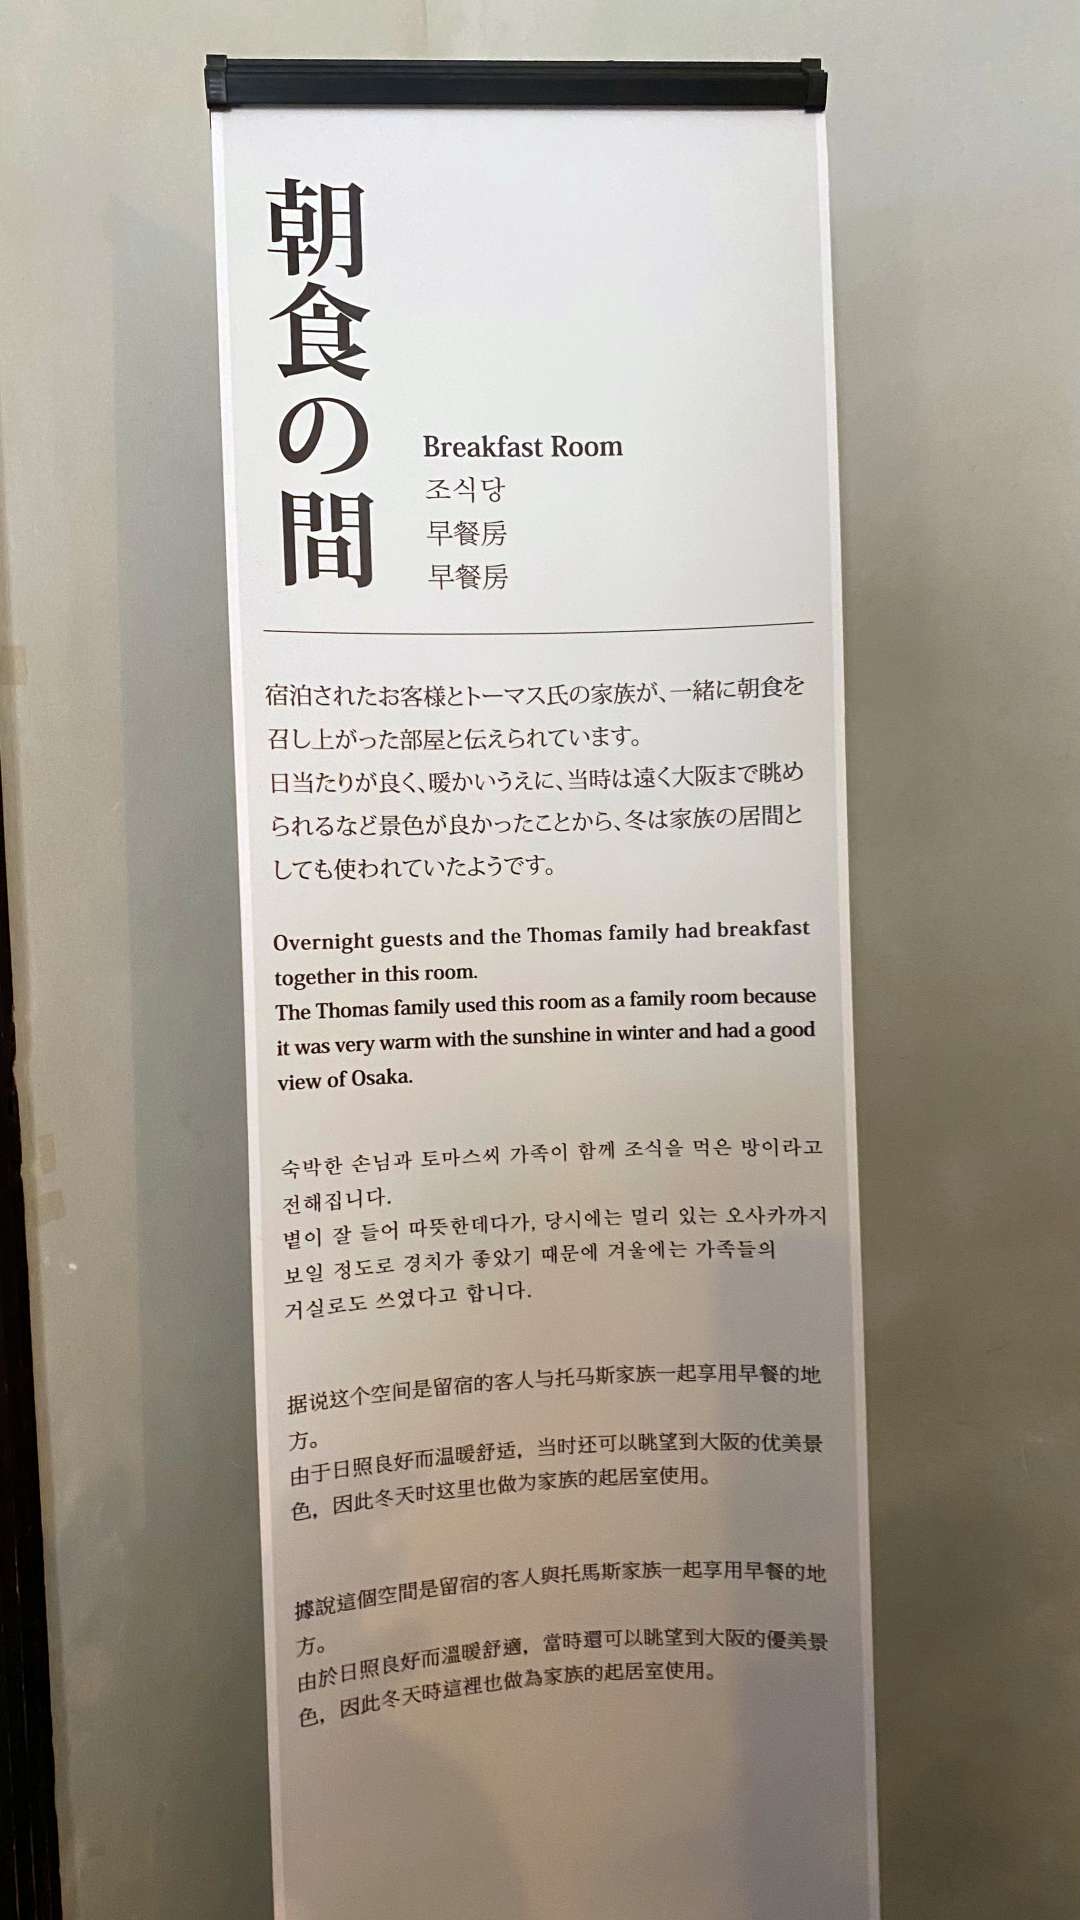 朝食の間
Breakfast Room
조식당
早餐房
早餐房
宿泊されたお客様とトーマス氏の家族が、一緒に朝食を
召し上がった部屋と伝えられています。
日当たりが良く、暖かいうえに、当時は遠く大阪まで眺め
られるなど景色が良かったことから、冬は家族の居間と
しても使われていたようです。
Overnight guests and the Thomas family had breakfast
together in this room.
The Thomas family used this room as a family room because
it was very warm with the sunshine in winter and had a good
view of Osaka.
숙박한 손님과 토마스씨 가족이 함께 조식을 먹은 방이라고
전해집니다.
볕이 잘 들어 따뜻한데다가, 당시에는 멀리 있는 오사카까지
보일 정도로 경치가 좋았기 때문에 겨울에는 가족들의
거실로도 쓰였다고 합니다.
据说这个空间是留宿的客人与托马斯家族一起享用早餐的地
方。
由于日照良好而温暖舒适，当时还可以眺望到大阪的优美景
色，因此冬天时这里也做为家族的起居室使用。
據說這個空間是留宿的客人與托馬斯家族一起享用早餐的地
方。
由於日照良好而溫暖舒適，當時還可以眺望到大阪的優美景
色，因此冬天時這裡也做為家族的起居室使用。